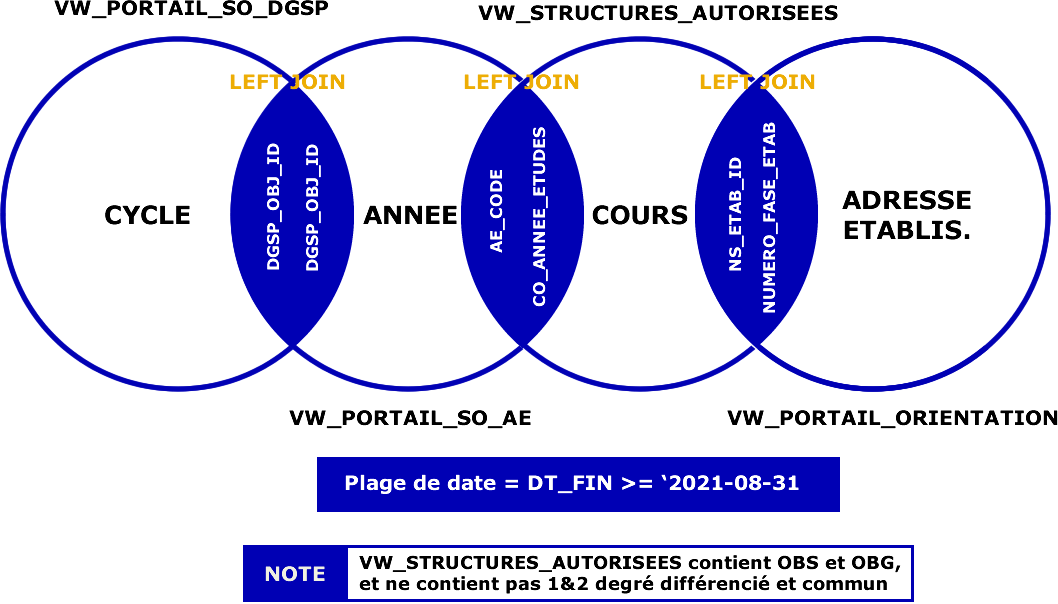 VW_PORTAIL_SO_DGSP
VW_STRUCTURES_AUTORISEES
LEFT JOIN
LEFT JOIN
LEFT JOIN
CYCLE
DGSP_OBJ_ID
DGSP_OBJ_ID
ANNEE
AE_CODE
CO_ANNEE_ETUDES
COURS
NS_ETAB_ID
NUMERO_FASE_ETAB
ADRESSE
ETABLIS.
VW_PORTAIL_SO_AE
VW_PORTAIL_ORIENTATION
Plage de date = DT_FIN >= ‘2021-08-31
NOTE
VW_STRUCTURES_AUTORISEES contient OBS et OBG,
et ne contient pas 1&2 degré différencié et commun